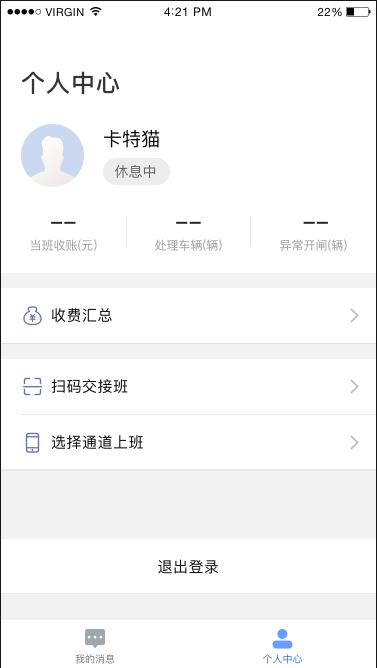 VIRGIN 4:21 PM 22%
个人中心
卡特猫
休息中
-- -- --
当班收账(元) 处理车辆(辆) 异常开闸(辆)
收费汇总
扫码交接班
选择通道上班
退出登录
我的消息 个人中心